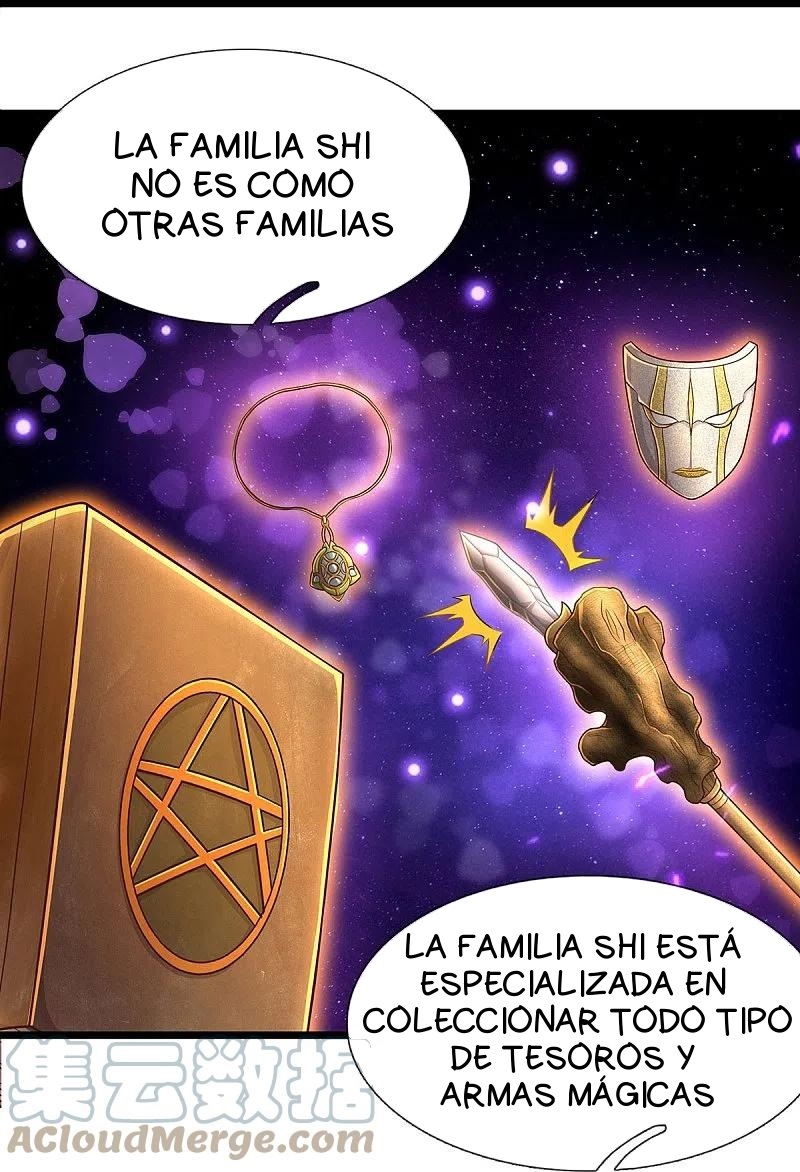 LA FAMILIA SHI
NO ES COMO
OTRAS FAMILIAS
LA FAMILIA SHI ESTÁ
ESPECIALIZADA EN
COLECCIONAR TODO TIPO
DE TESOROS Y
ARMAS MÁGICAS
集云数据
ACloudMerge.com